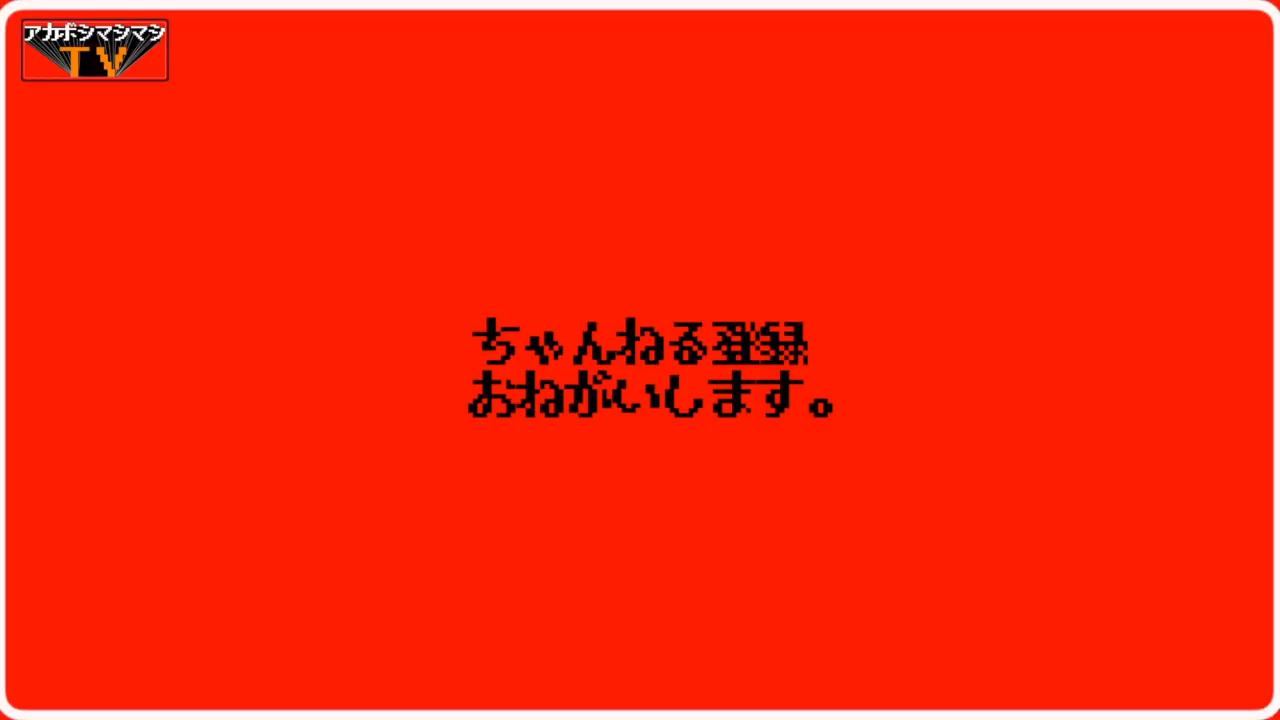 アカボシマシマシ
TV
ちゃんねる登録
おねがいします。